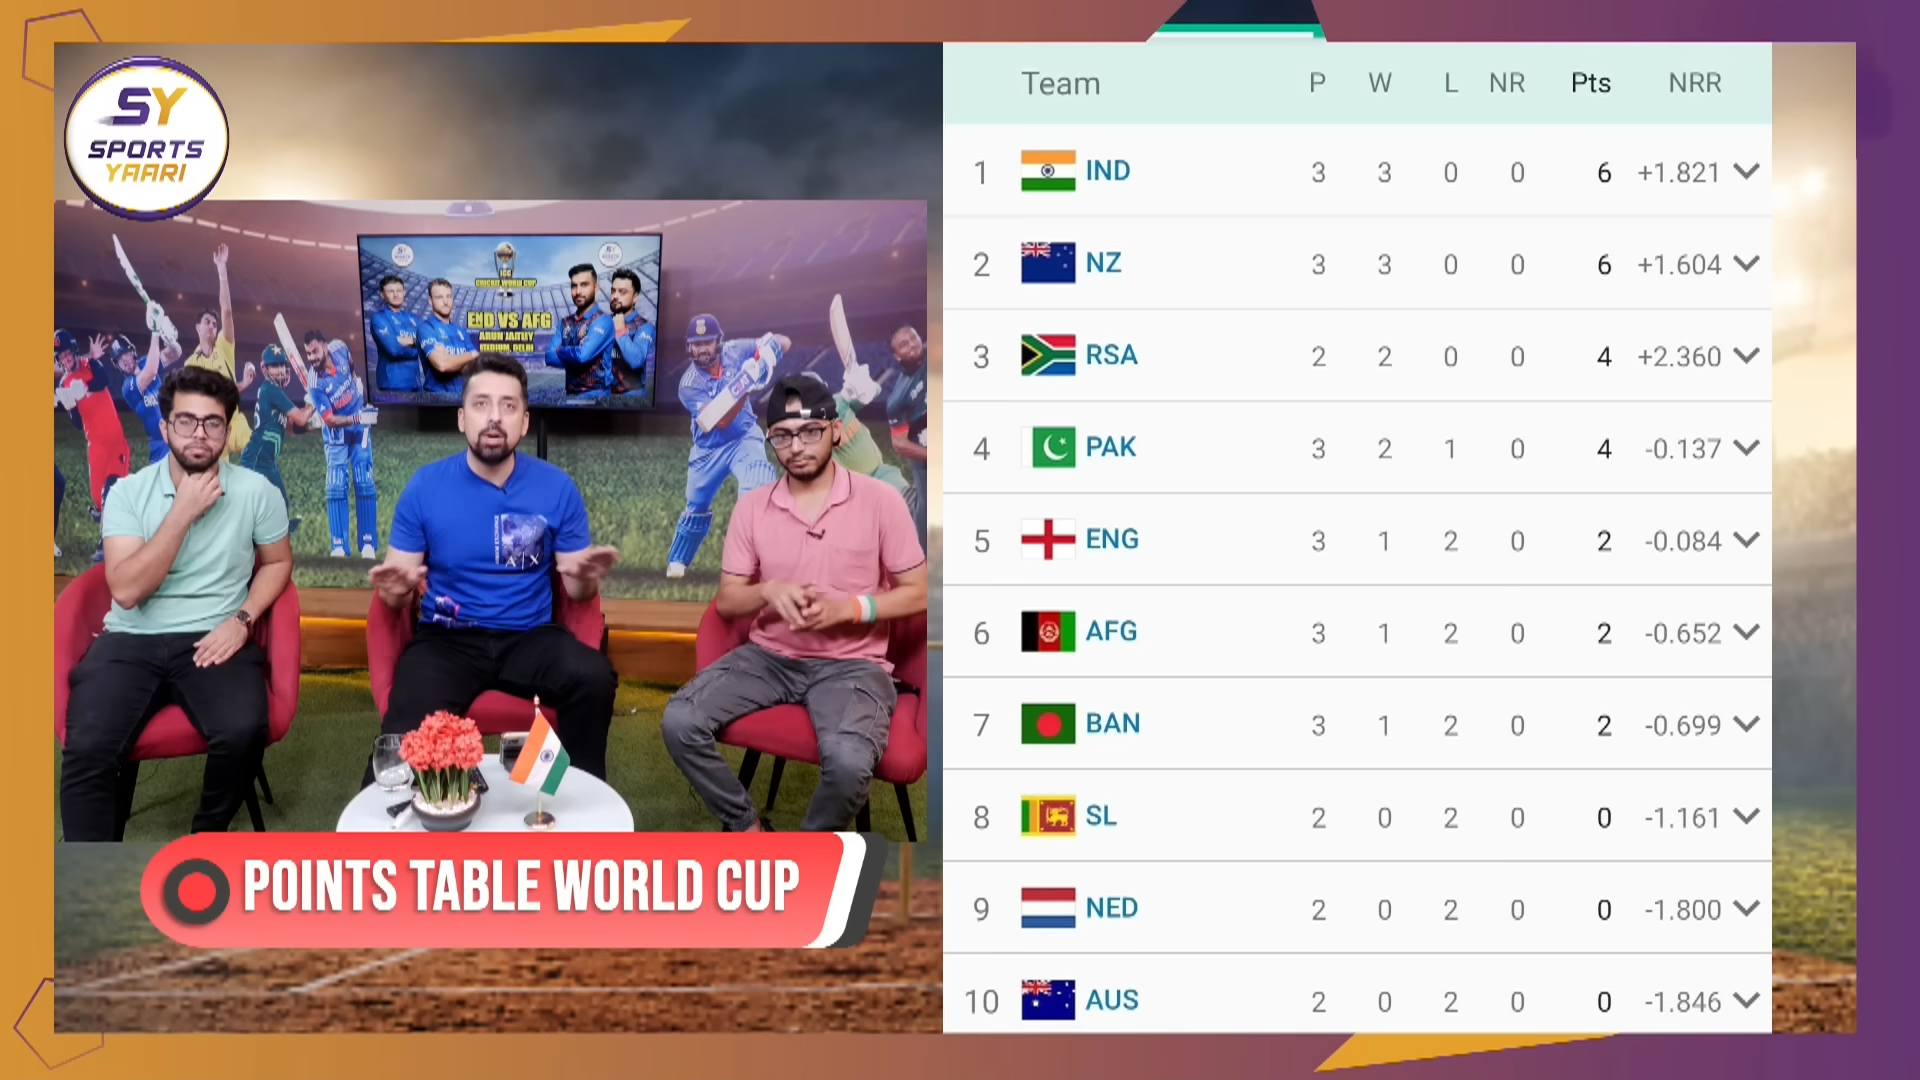 SY
SPORTS
YAARI
ICC
CRICKET WORLD CUP
END VS AFG
ARUN JAITLEY
STADIUM, DELHI
A|X
POINTS TABLE WORLD CUP
Team P W L NR Pts NRR
1 IND 3 3 0 0 6 +1.821
2 NZ 3 3 0 0 6 +1.604
3 RSA 2 2 0 0 4 +2.360
4 PAK 3 2 1 0 4 -0.137
5 ENG 3 1 2 0 2 -0.084
6 AFG 3 1 2 0 2 -0.652
7 BAN 3 1 2 0 2 -0.699
8 SL 2 0 2 0 0 -1.161
9 NED 2 0 2 0 0 -1.800
10 AUS 2 0 2 0 0 -1.846